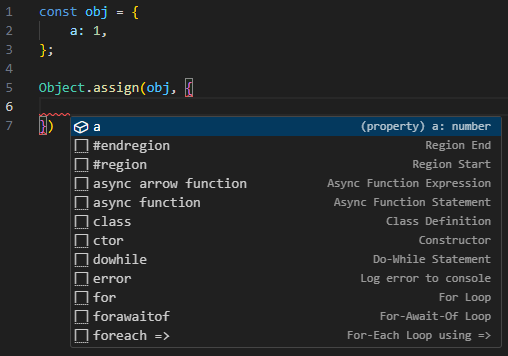 1 const obj = {
2 a: 1,
3 };
4
5 Object.assign(obj, {
6
7 })
a (property) a: number
#endregion Region End
#region Region Start
async arrow function Async Function Expression
async function Async Function Statement
class Class Definition
ctor Constructor
dowhile Do-While Statement
error Log error to console
for For Loop
forawaitof For-Await-Of Loop
foreach => For-Each Loop using =>